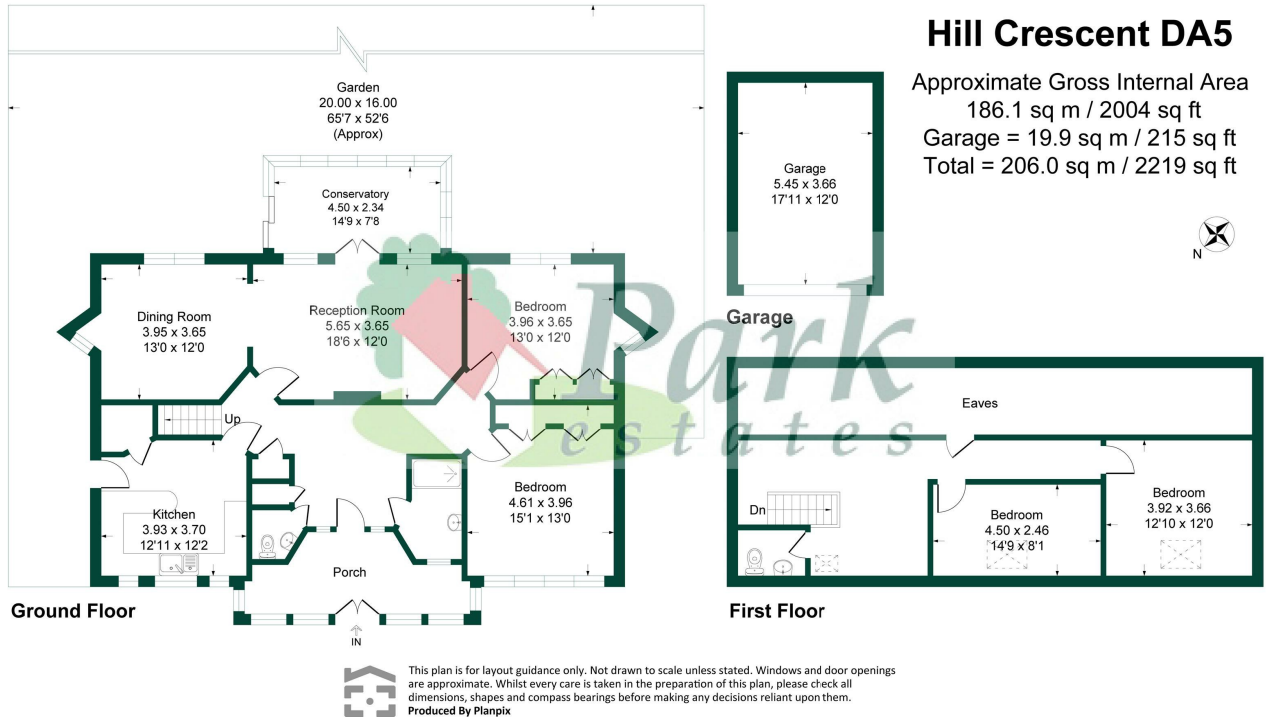 Hill Crescent DA5
Approximate Gross Internal Area
186.1 sq m / 2004 sq ft
Garage = 19.9 sq m / 215 sq ft
Total = 206.0 sq m / 2219 sq ft
N
Garden
20.00 x 16.00
65'7 x 52'6
(Approx)
Conservatory
4.50 x 2.34
14'9 x 7'8
Dining Room
3.95 x 3.65
13'0 x 12'0
Reception Room
5.65 x 3.65
18'6 x 12'0
Bedroom
3.96 x 3.65
13'0 x 12'0
Up
Kitchen
3.93 x 3.70
12'11 x 12'2
Bedroom
4.61 x 3.96
15'1 x 13'0
Porch
IN
Ground Floor
Garage
5.45 x 3.66
17'11 x 12'0
Garage
Eaves
Dn
Bedroom
4.50 x 2.46
14'9 x 8'1
Bedroom
3.92 x 3.66
12'10 x 12'0
First Floor
Park
estates
This plan is for layout guidance only. Not drawn to scale unless stated. Windows and door openings
are approximate. Whilst every care is taken in the preparation of this plan, please check all
dimensions, shapes and compass bearings before making any decisions reliant upon them.
Produced By Planpix